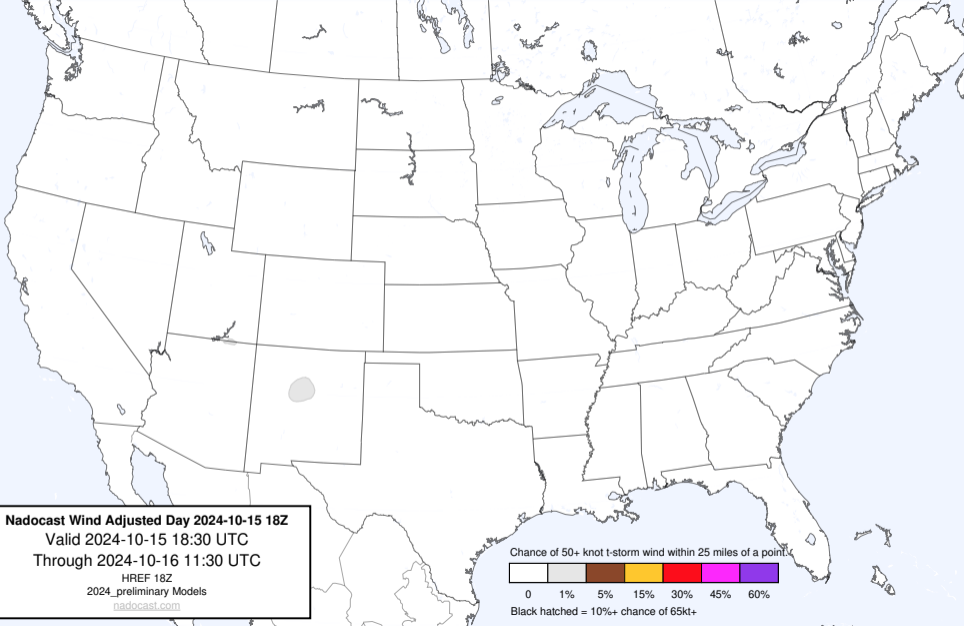 Nadocast Wind Adjusted Day 2024-10-15 18Z
Valid 2024-10-15 18:30 UTC
Through 2024-10-16 11:30 UTC
HREF 18Z
2024_preliminary Models
nadocast.com
Chance of 50+ knot t-storm wind within 25 miles of a point.
0 1% 5% 15% 30% 45% 60%
Black hatched = 10%+ chance of 65kt+